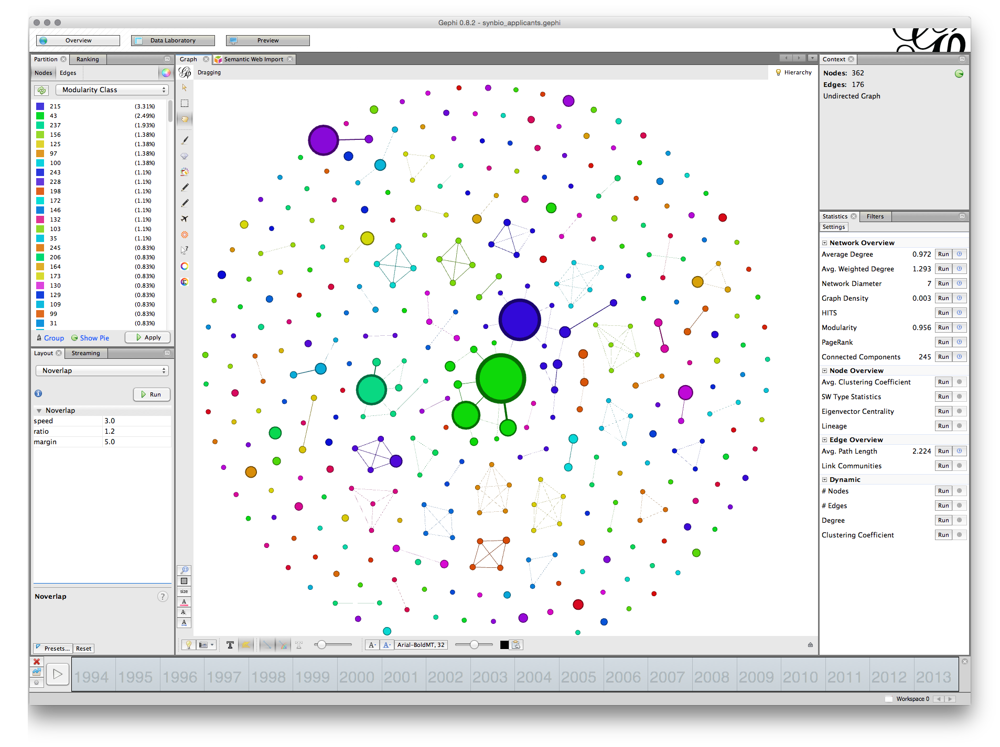 Gephi 0.8.2 - synbio_applicants.gephi
Overview
Data Laboratory
Preview
Partition
Ranking
Nodes
Edges
Modularity Class
215 (3.31%)
43 (2.49%)
237 (1.93%)
156 (1.38%)
125 (1.38%)
97 (1.38%)
100 (1.38%)
243 (1.1%)
228 (1.1%)
198 (1.1%)
172 (1.1%)
146 (1.1%)
132 (1.1%)
103 (1.1%)
35 (1.1%)
245 (0.83%)
206 (0.83%)
164 (0.83%)
173 (0.83%)
130 (0.83%)
129 (0.83%)
109 (0.83%)
99 (0.83%)
31 (0.83%)
Group
Show Pie
Apply
Layout
Streaming
Noverlap
Run
Noverlap
speed 3.0
ratio 1.2
margin 5.0
Noverlap
?
Presets...
Reset
Graph
Semantic Web Import
Dragging
Hierarchy
size
A
A
A
T
T
A-
A-
Arial-BoldMT, 32
Context
Nodes: 362
Edges: 176
Undirected Graph
Statistics
Filters
Settings
Network Overview
Average Degree 0.972 Run
Avg. Weighted Degree 1.293 Run
Network Diameter 7 Run
Graph Density 0.003 Run
HITS Run
Modularity 0.956 Run
PageRank Run
Connected Components 245 Run
Node Overview
Avg. Clustering Coefficient Run
SW Type Statistics Run
Eigenvector Centrality Run
Lineage Run
Edge Overview
Avg. Path Length 2.224 Run
Link Communities Run
Dynamic
# Nodes Run
# Edges Run
Degree Run
Clustering Coefficient Run
1994 1995 1996 1997 1998 1999 2000 2001 2002 2003 2004 2005 2006 2007 2008 2009 2010 2011 2012 2013
Workspace 0